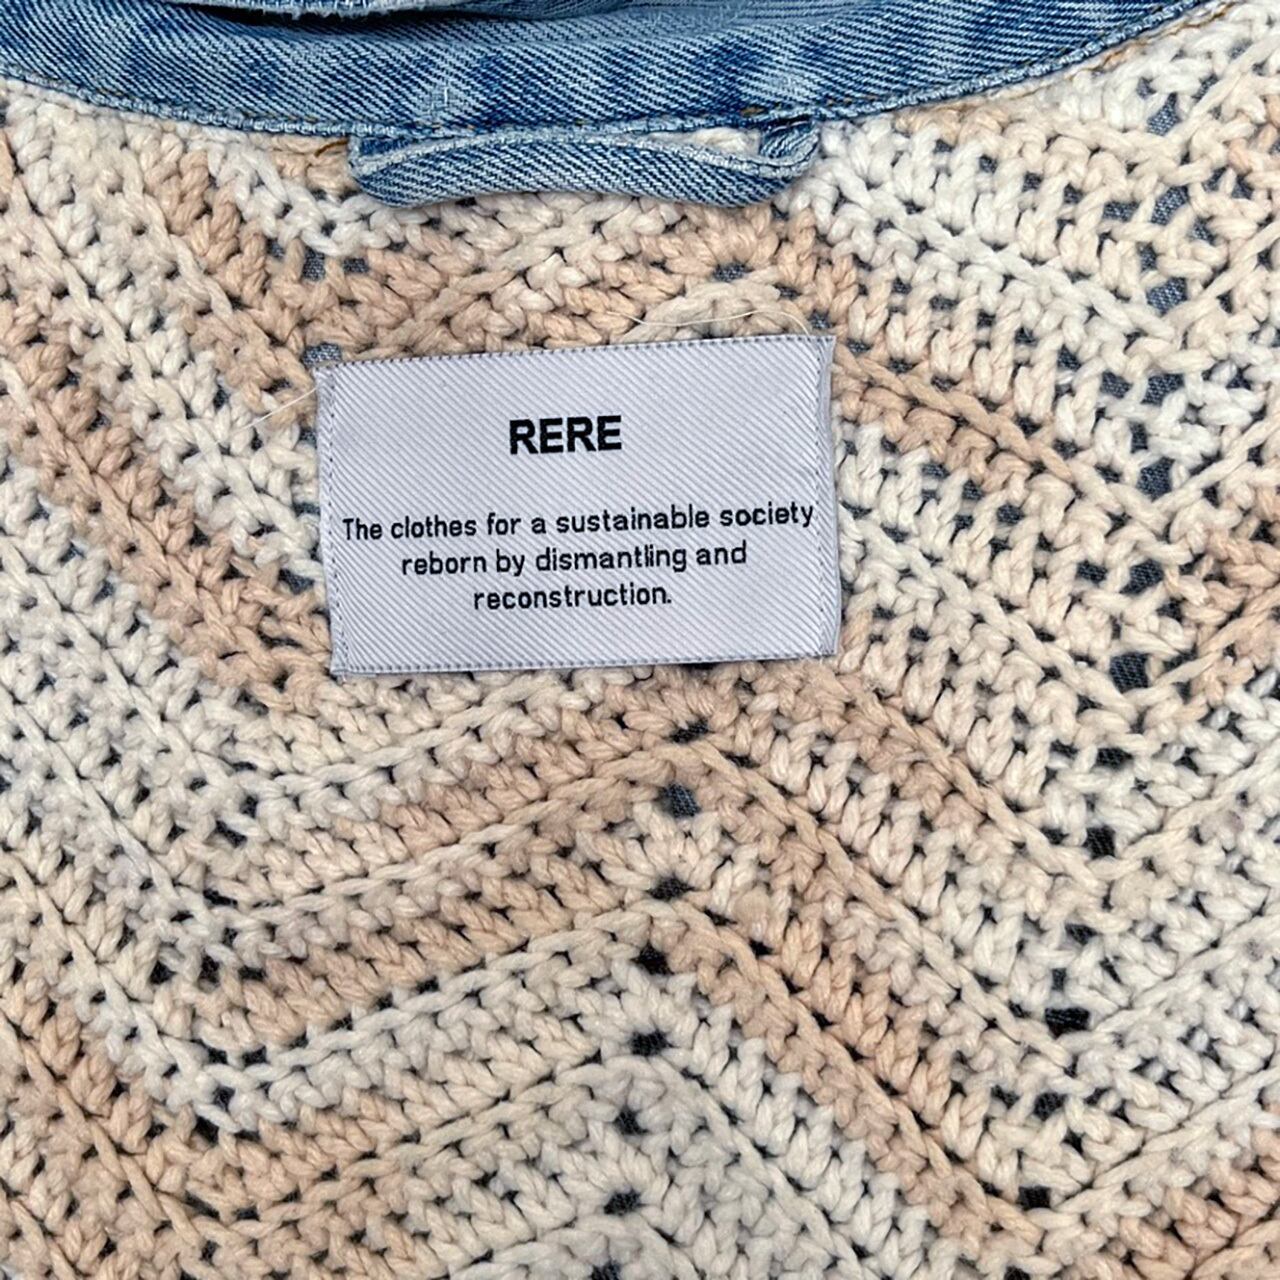 RERE
The clothes for a sustainable society
reborn by dismantling and
reconstruction.